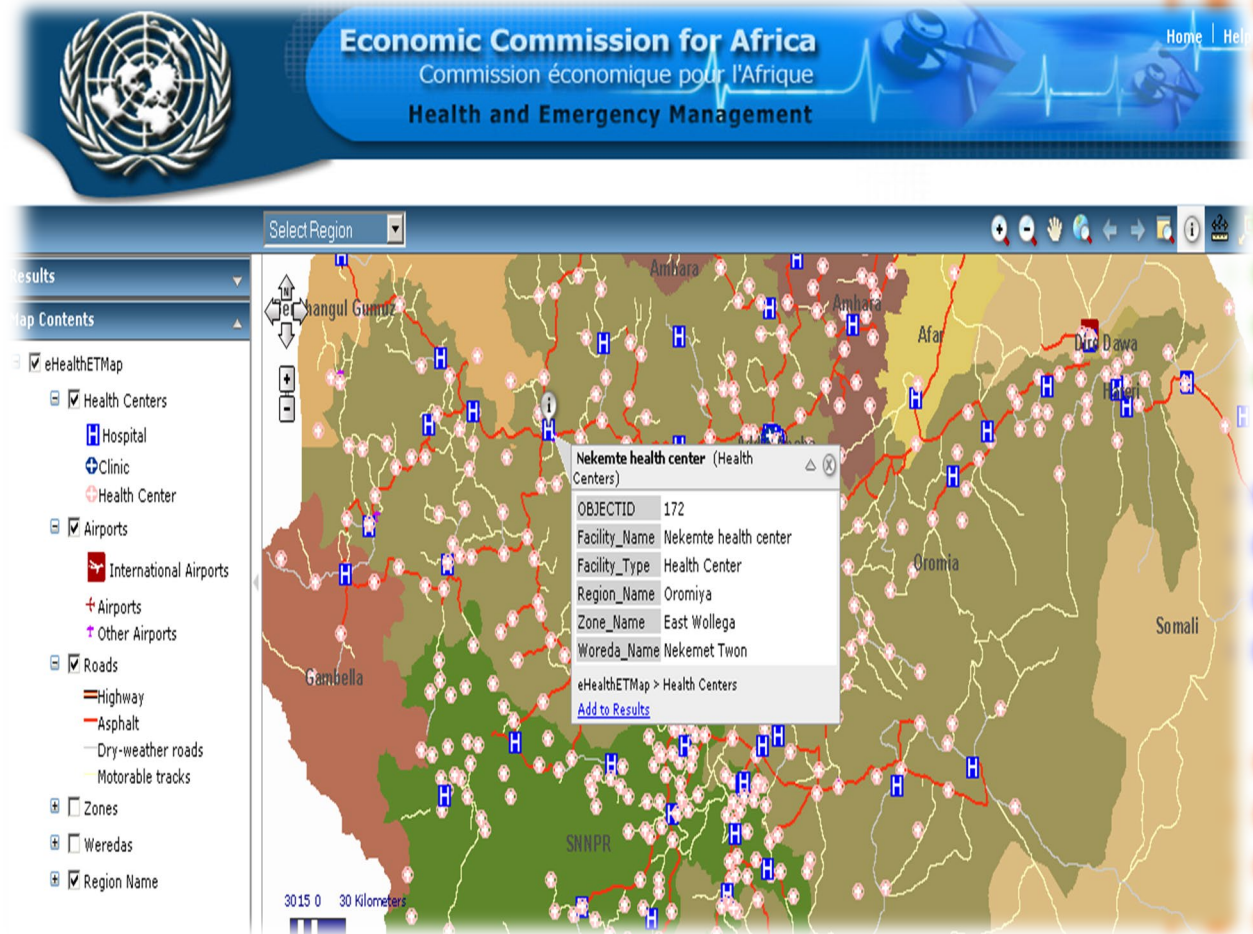 Economic Commission for Africa
Commission économique pour l'Afrique
Health and Emergency Management
Home | Help
Select Region
Results
Map Contents
eHealthETMap
Health Centers
H Hospital
Clinic
Health Center
Airports
International Airports
Airports
Other Airports
Roads
Highway
Asphalt
Dry-weather roads
Motorable tracks
Zones
Weredas
Region Name
N
Amhara
Amhara
Afar
Dire Dawa
Oromia
Somali
Gambella
SNNPR
Nekemte health center (Health
Centers)
OBJECTID 172
Facility_Name Nekemte health center
Facility_Type Health Center
Region_Name Oromiya
Zone_Name East Wollega
Woreda_Name Nekemet Twon
eHealthETMap > Health Centers
Add to Results
30 15 0 30 Kilometers